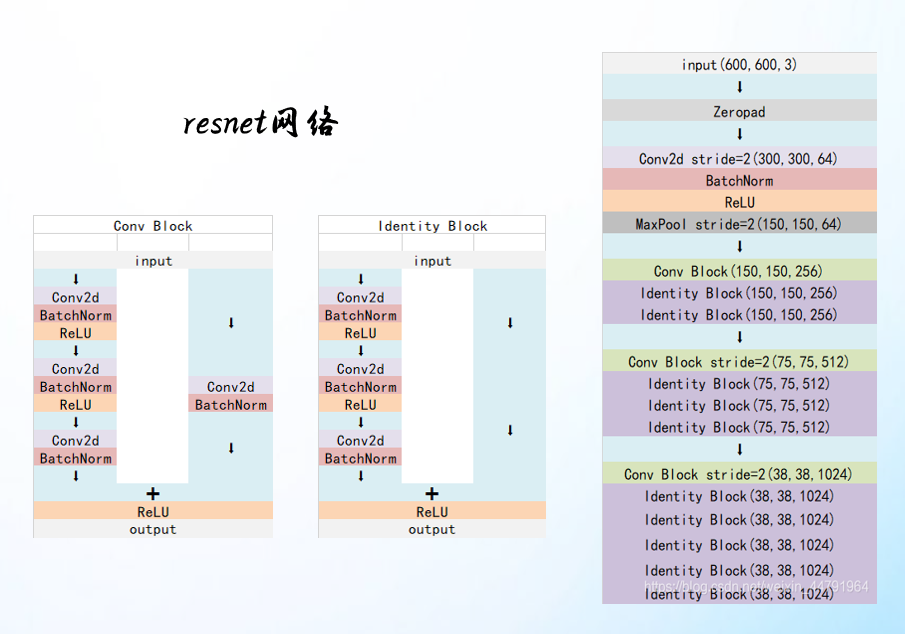 resnet网络
Conv Block
input
↓
Conv2d
BatchNorm
ReLU
↓
Conv2d
BatchNorm
ReLU
↓
Conv2d
BatchNorm
↓
↓
Conv2d
BatchNorm
↓
+
ReLU
output
Identity Block
input
↓
Conv2d
BatchNorm
ReLU
↓
Conv2d
BatchNorm
ReLU
↓
Conv2d
BatchNorm
↓
↓
↓
+
ReLU
output
input(600,600,3)
↓
Zeropad
↓
Conv2d stride=2(300,300,64)
BatchNorm
ReLU
MaxPool stride=2(150,150,64)
↓
Conv Block(150,150,256)
Identity Block(150,150,256)
Identity Block(150,150,256)
↓
Conv Block stride=2(75,75,512)
Identity Block(75,75,512)
Identity Block(75,75,512)
Identity Block(75,75,512)
↓
Conv Block stride=2(38,38,1024)
Identity Block(38,38,1024)
Identity Block(38,38,1024)
Identity Block(38,38,1024)
Identity Block(38,38,1024)
https://blog.csdn.net/weixin_44791964
Identity Block(38,38,1024)